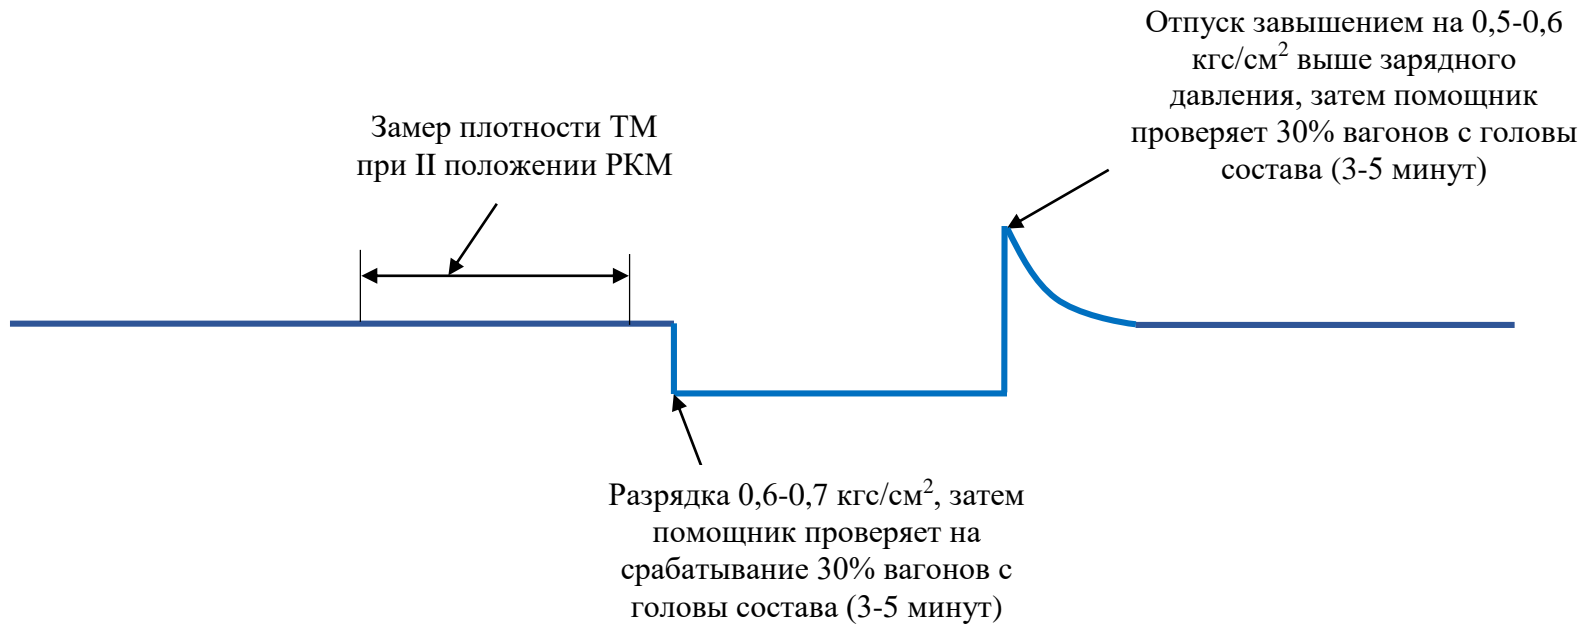 Отпуск завышением на 0,5-0,6
кгс/см² выше зарядного
давления, затем помощник
проверяет 30% вагонов с головы
состава (3-5 минут)
Замер плотности ТМ
при II положении РКМ
Разрядка 0,6-0,7 кгс/см², затем
помощник проверяет на
срабатывание 30% вагонов с
головы состава (3-5 минут)